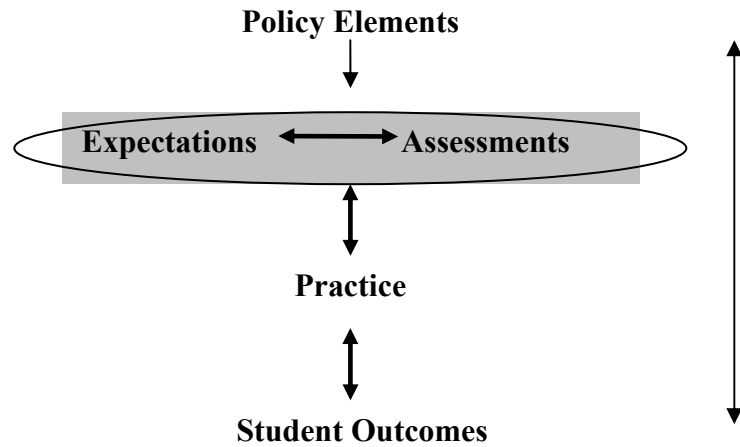 Policy Elements
Expectations Assessments
Practice
Student Outcomes